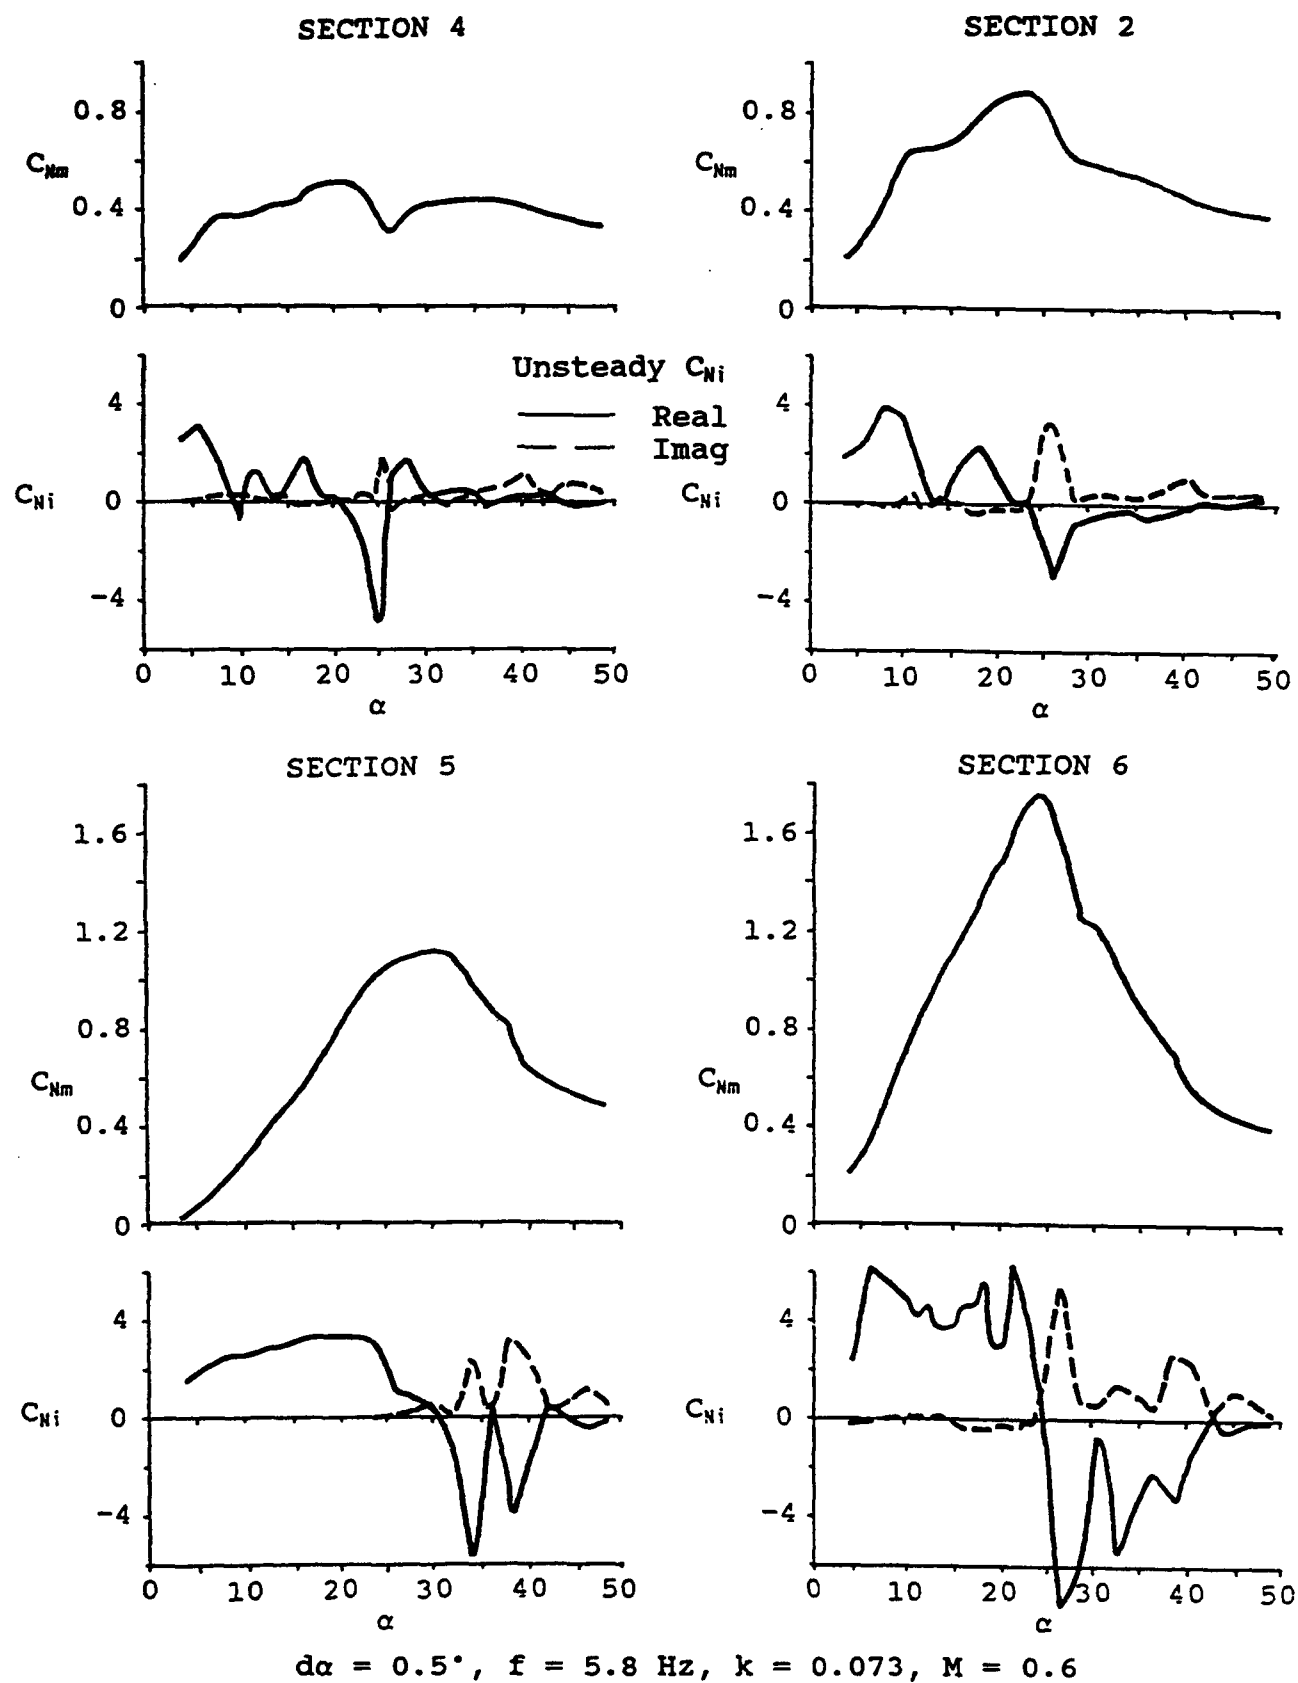 SECTION 4
0.8
C_Nm
0.4
0
Unsteady C_Ni
Real
Imag
4
C_Ni
0
-4
0 10 20 30 40 50
α
SECTION 2
0.8
C_Nm
0.4
0
4
C_Ni
0
-4
0 10 20 30 40 50
α
SECTION 5
1.6
1.2
0.8
C_Nm
0.4
0
4
C_Ni
0
-4
0 10 20 30 40 50
α
SECTION 6
1.6
1.2
0.8
C_Nm
0.4
0
4
C_Ni
0
-4
0 10 20 30 40 50
α
dα = 0.5°, f = 5.8 Hz, k = 0.073, M = 0.6